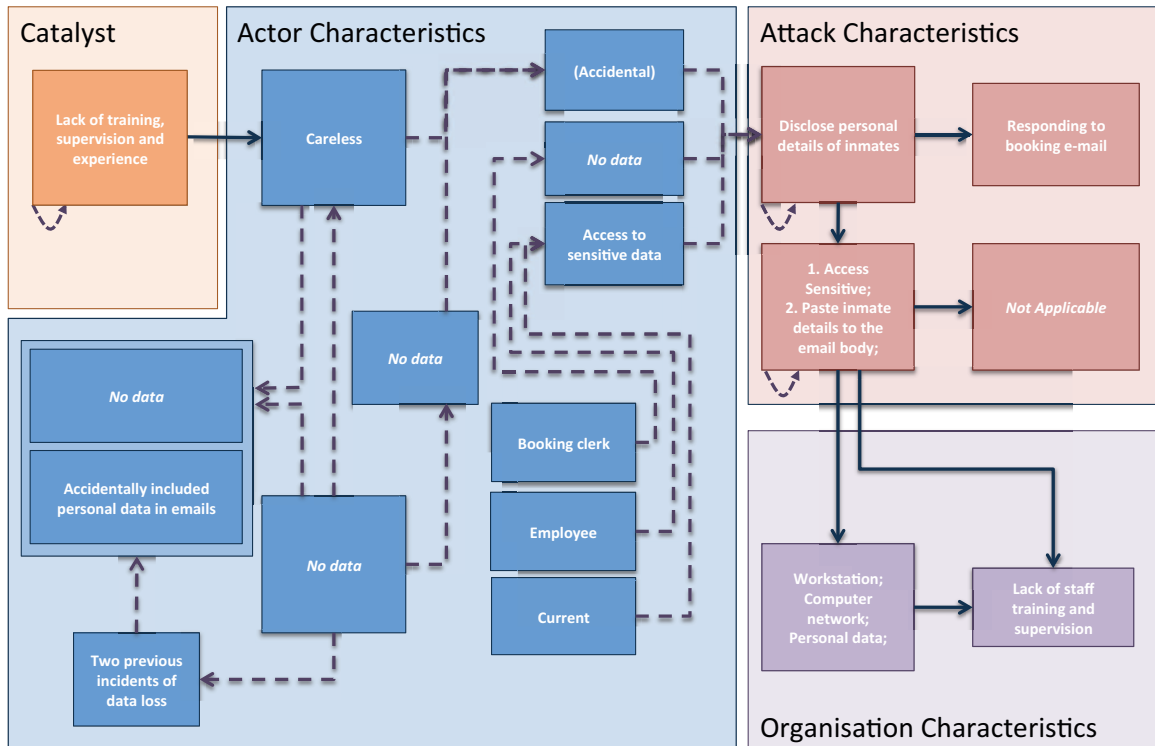 Catalyst
Lack of training,
supervision and
experience
Actor Characteristics
Careless
(Accidental)
No data
Access to
sensitive data
No data
No data
Accidentally included
personal data in emails
No data
Two previous
incidents of
data loss
Booking clerk
Employee
Current
Attack Characteristics
Disclose personal
details of inmates
Responding to
booking e-mail
1. Access
Sensitive;
2. Paste inmate
details to the
email body;
Not Applicable
Workstation;
Computer
network;
Personal data;
Lack of staff
training and
supervision
Organisation Characteristics